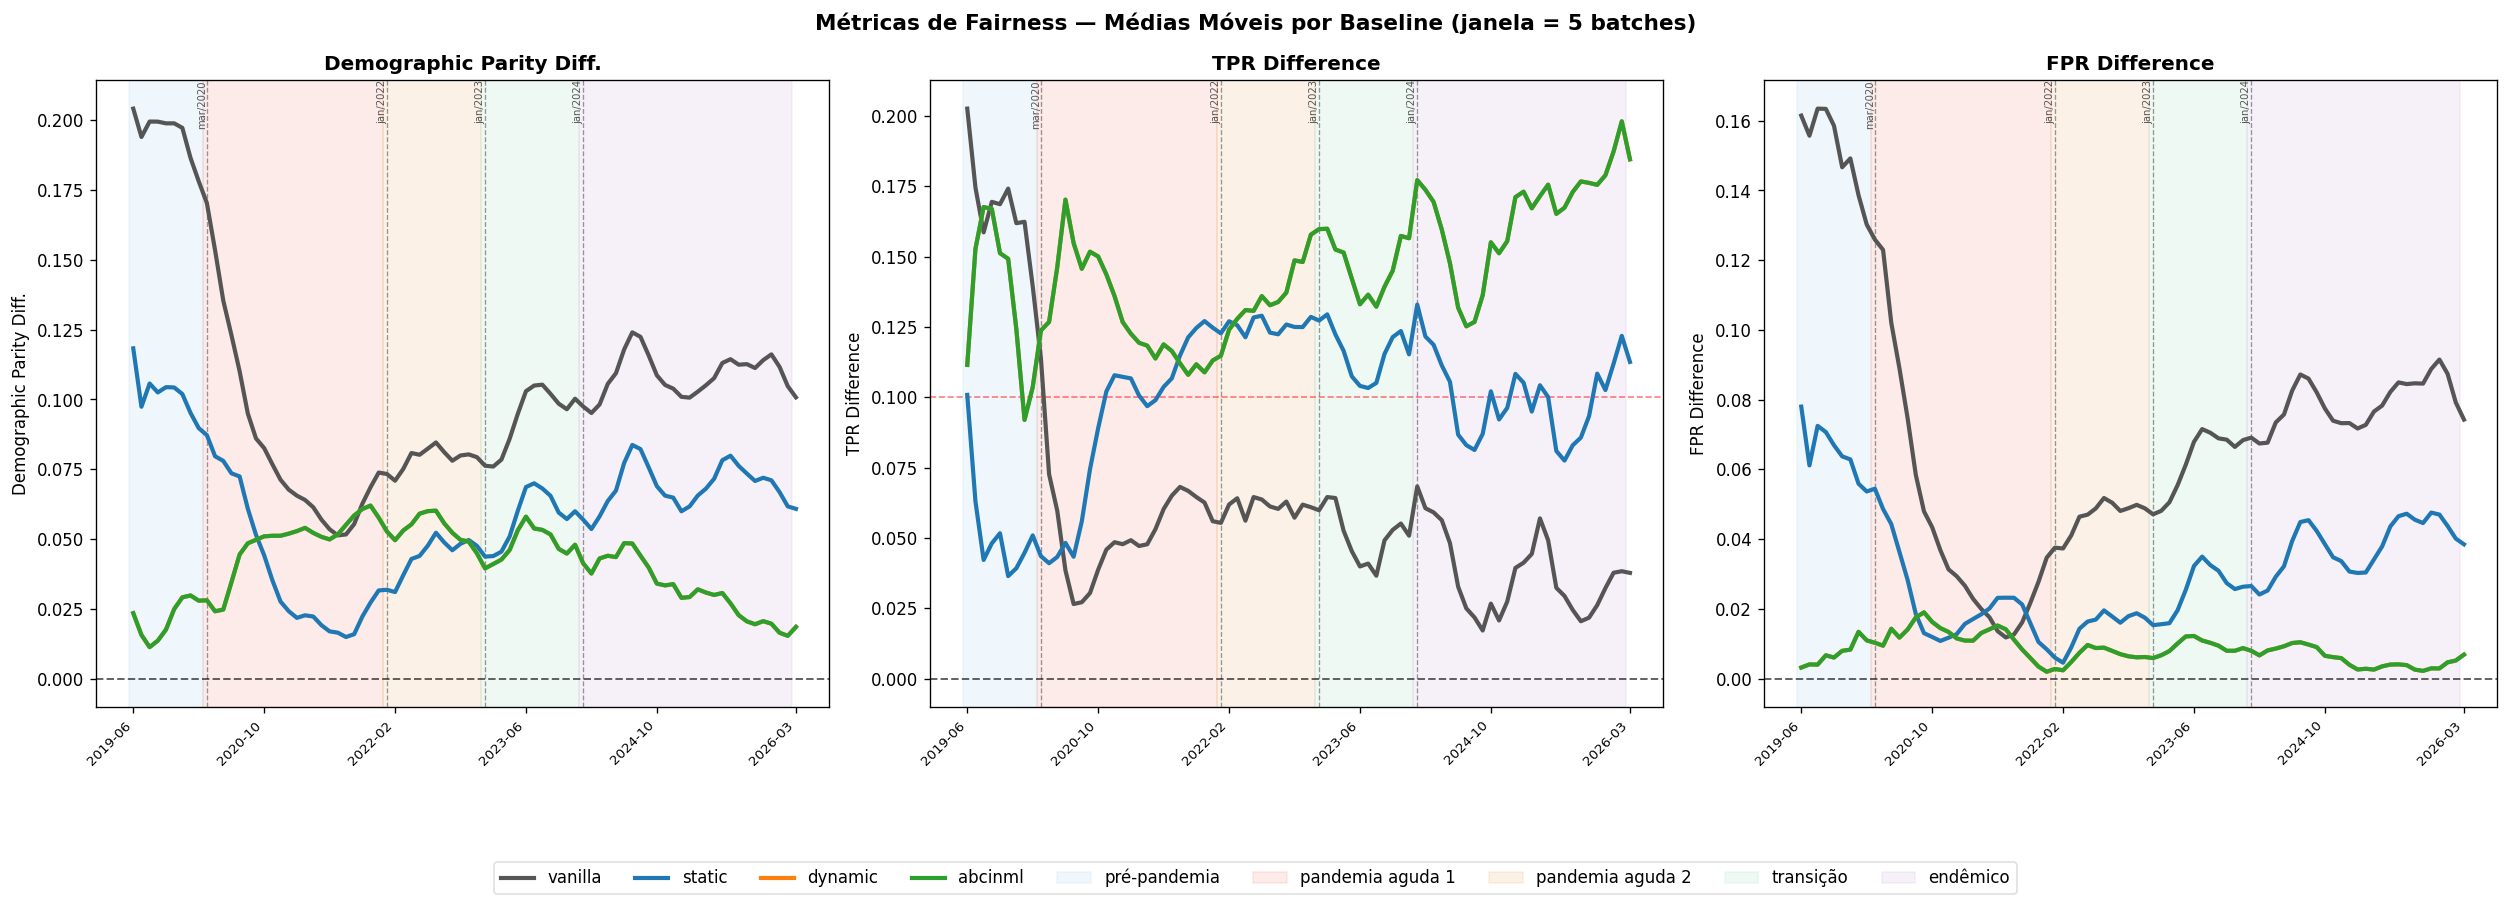 Métricas de Fairness — Médias Móveis por Baseline (janela = 5 batches)
Demographic Parity Diff.
Demographic Parity Diff.
0.200
0.175
0.150
0.125
0.100
0.075
0.050
0.025
0.000
mar/2020
jan/2022
jan/2023
jan/2024
2019-06
2020-10
2022-02
2023-06
2024-10
2026-03
TPR Difference
TPR Difference
0.200
0.175
0.150
0.125
0.100
0.075
0.050
0.025
0.000
mar/2020
jan/2022
jan/2023
jan/2024
2019-06
2020-10
2022-02
2023-06
2024-10
2026-03
FPR Difference
FPR Difference
0.16
0.14
0.12
0.10
0.08
0.06
0.04
0.02
0.00
mar/2020
jan/2022
jan/2023
jan/2024
2019-06
2020-10
2022-02
2023-06
2024-10
2026-03
vanilla static dynamic abcinml pré-pandemia pandemia aguda 1 pandemia aguda 2 transição endêmico